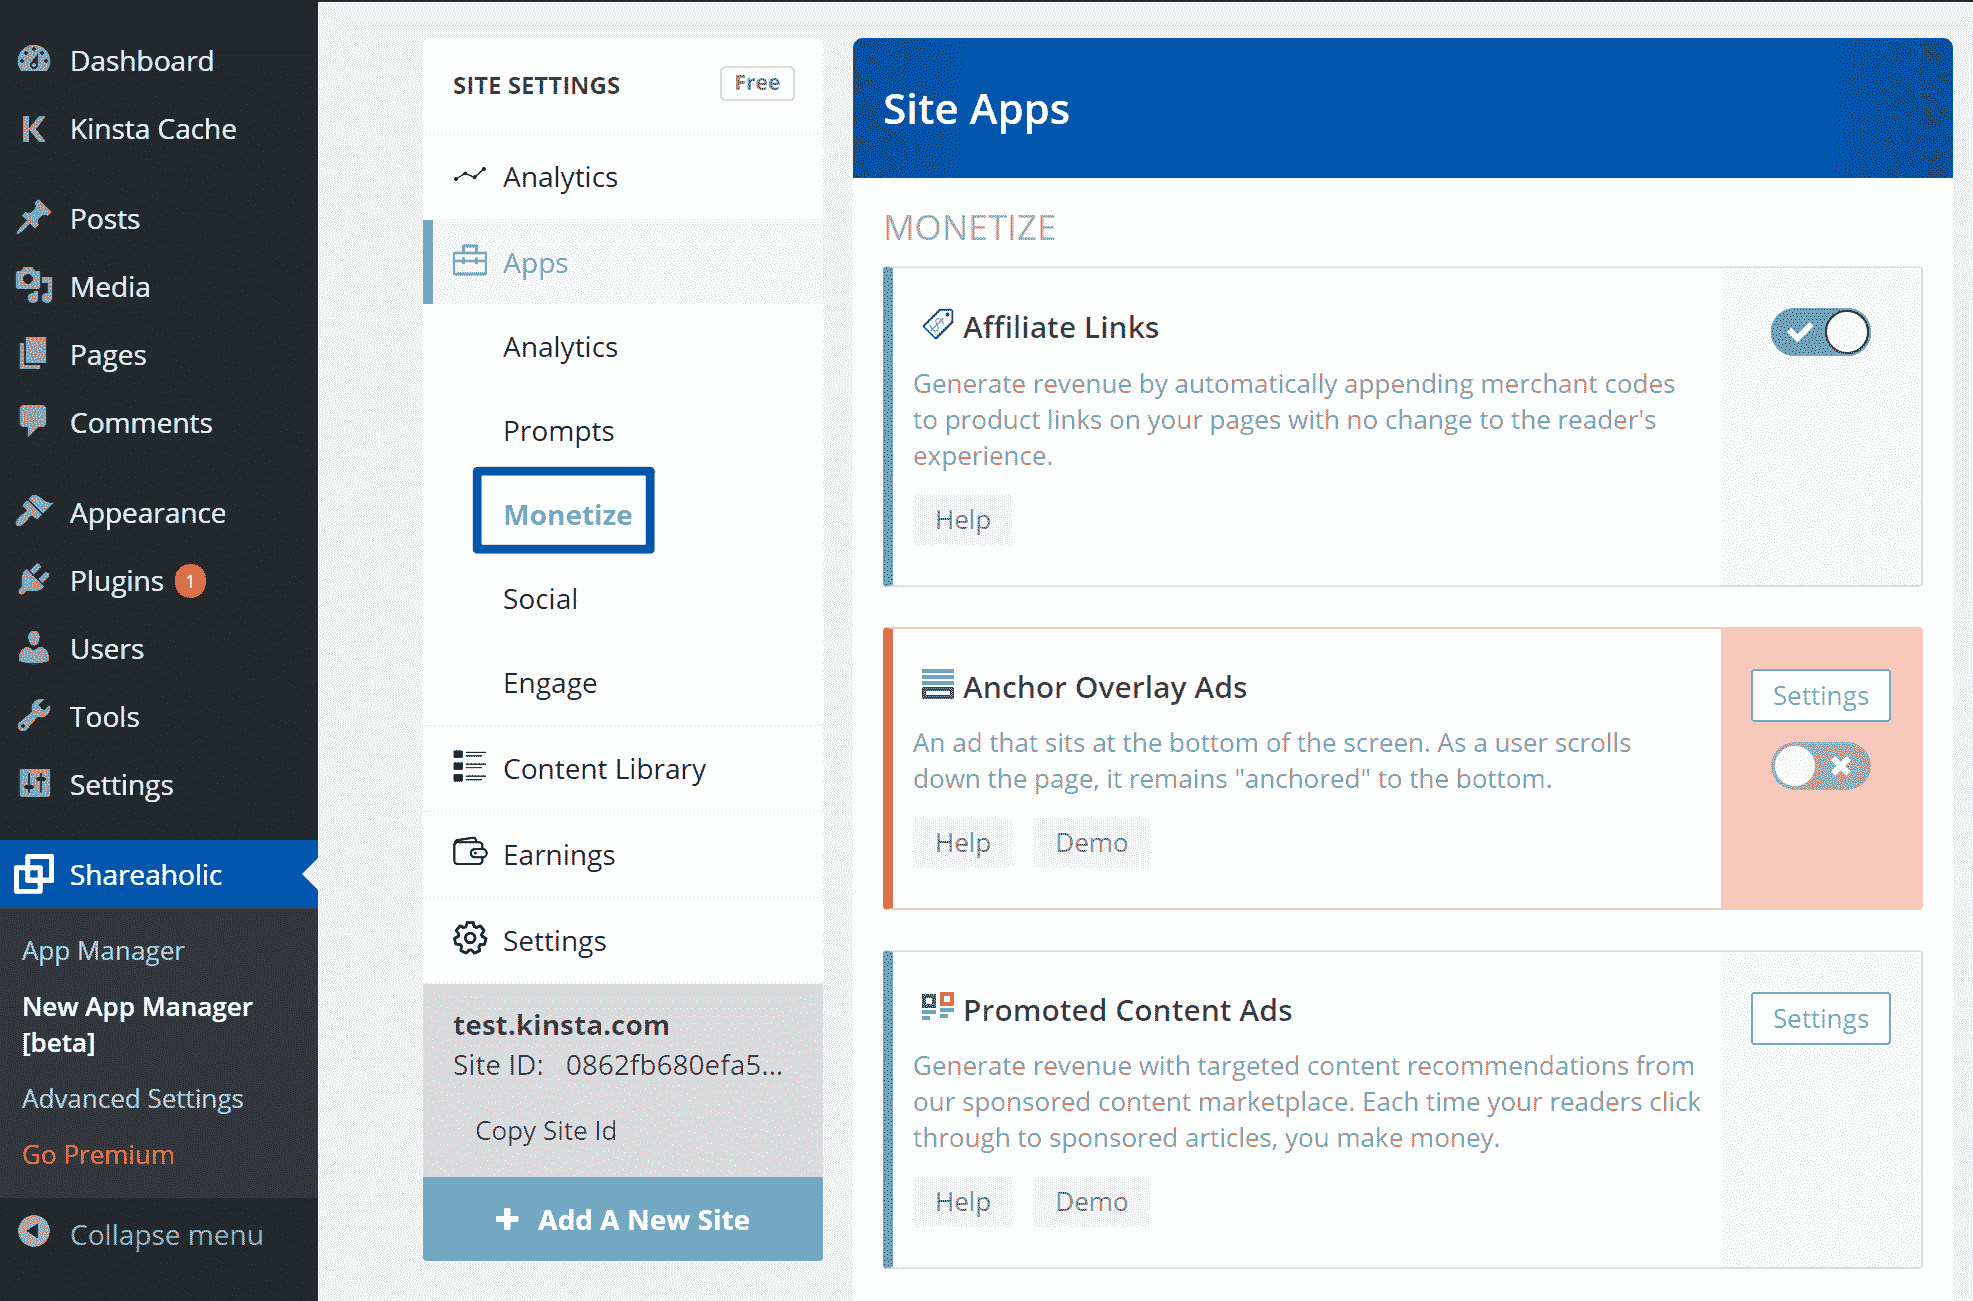 Dashboard
Kinsta Cache
Posts
Media
Pages
Comments
Appearance
Plugins 1
Users
Tools
Settings
Shareaholic
App Manager
New App Manager
[beta]
Advanced Settings
Go Premium
Collapse menu
SITE SETTINGS Free
Analytics
Apps
Analytics
Prompts
Monetize
Social
Engage
Content Library
Earnings
Settings
test.kinsta.com
Site ID: 0862fb680efa5...
Copy Site Id
+ Add A New Site
Site Apps
MONETIZE
Affiliate Links
Generate revenue by automatically appending merchant codes
to product links on your pages with no change to the reader's
experience.
Help
Anchor Overlay Ads
Settings
An ad that sits at the bottom of the screen. As a user scrolls
down the page, it remains "anchored" to the bottom.
Help Demo
Promoted Content Ads
Settings
Generate revenue with targeted content recommendations from
our sponsored content marketplace. Each time your readers click
through to sponsored articles, you make money.
Help Demo